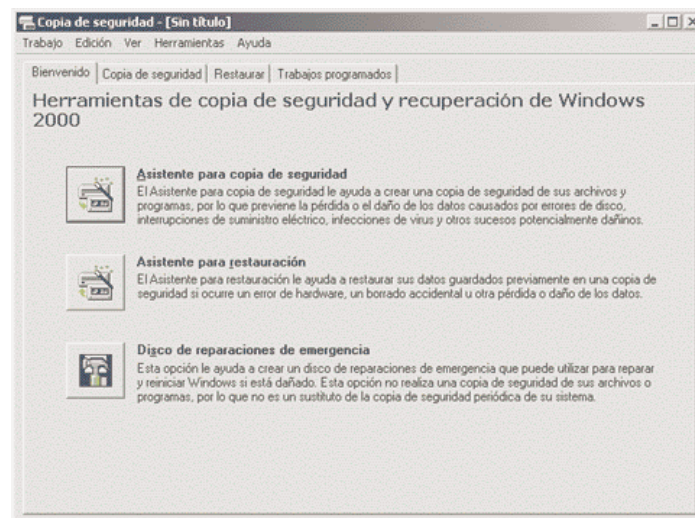 Copia de seguridad - [Sin título]
Trabajo Edición Ver Herramientas Ayuda
Bienvenido Copia de seguridad Restaurar Trabajos programados
Herramientas de copia de seguridad y recuperación de Windows
2000
Asistente para copia de seguridad
El Asistente para copia de seguridad le ayuda a crear una copia de seguridad de sus archivos y
programas, por lo que previene la pérdida o el daño de los datos causados por errores de disco,
interrupciones de suministro eléctrico, infecciones de virus y otros sucesos potencialmente dañinos.
Asistente para restauración
El Asistente para restauración le ayuda a restaurar sus datos guardados previamente en una copia de
seguridad si ocurre un error de hardware, un borrado accidental u otra pérdida o daño de los datos.
Disco de reparaciones de emergencia
Esta opción le ayuda a crear un disco de reparaciones de emergencia que puede utilizar para reparar
y reiniciar Windows si está dañado. Esta opción no realiza una copia de seguridad de sus archivos o
programas, por lo que no es un sustituto de la copia de seguridad periódica de su sistema.